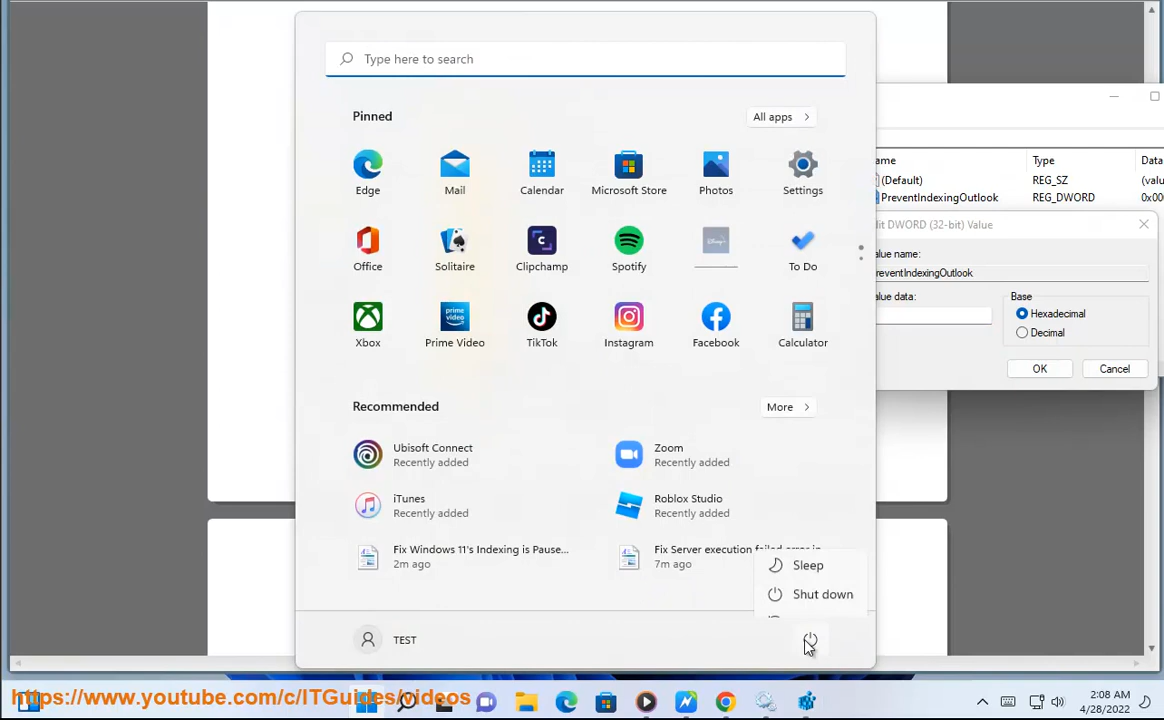 Type here to search
Pinned
All apps
Edge
Mail
Calendar
Microsoft Store
Photos
Settings
Office
Solitaire
Clipchamp
Spotify
Disney+
To Do
Xbox
Prime Video
prime video
TikTok
Instagram
Facebook
Calculator
Recommended
More
Ubisoft Connect
Recently added
Zoom
Recently added
iTunes
Recently added
Roblox Studio
Recently added
Fix Windows 11's Indexing is Pause...
2m ago
Fix Server execution failed error in
7m ago
Sleep
Shut down
TEST
ame
Type
Data
(Default)
REG_SZ
(valu
PreventIndexingOutlook
REG_DWORD
0x000
dit DWORD (32-bit) Value
alue name:
reventIndexingOutlook
alue data:
Base
Hexadecimal
Decimal
OK
Cancel
https://www.youtube.com/c/ITGuides/videos
2:08 AM
4/28/2022